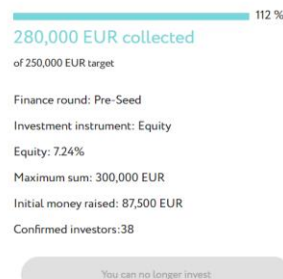 112 %
280,000 EUR collected
of 250,000 EUR target
Finance round: Pre-Seed
Investment instrument: Equity
Equity: 7.24%
Maximum sum: 300,000 EUR
Initial money raised: 87,500 EUR
Confirmed investors:38
You can no longer invest